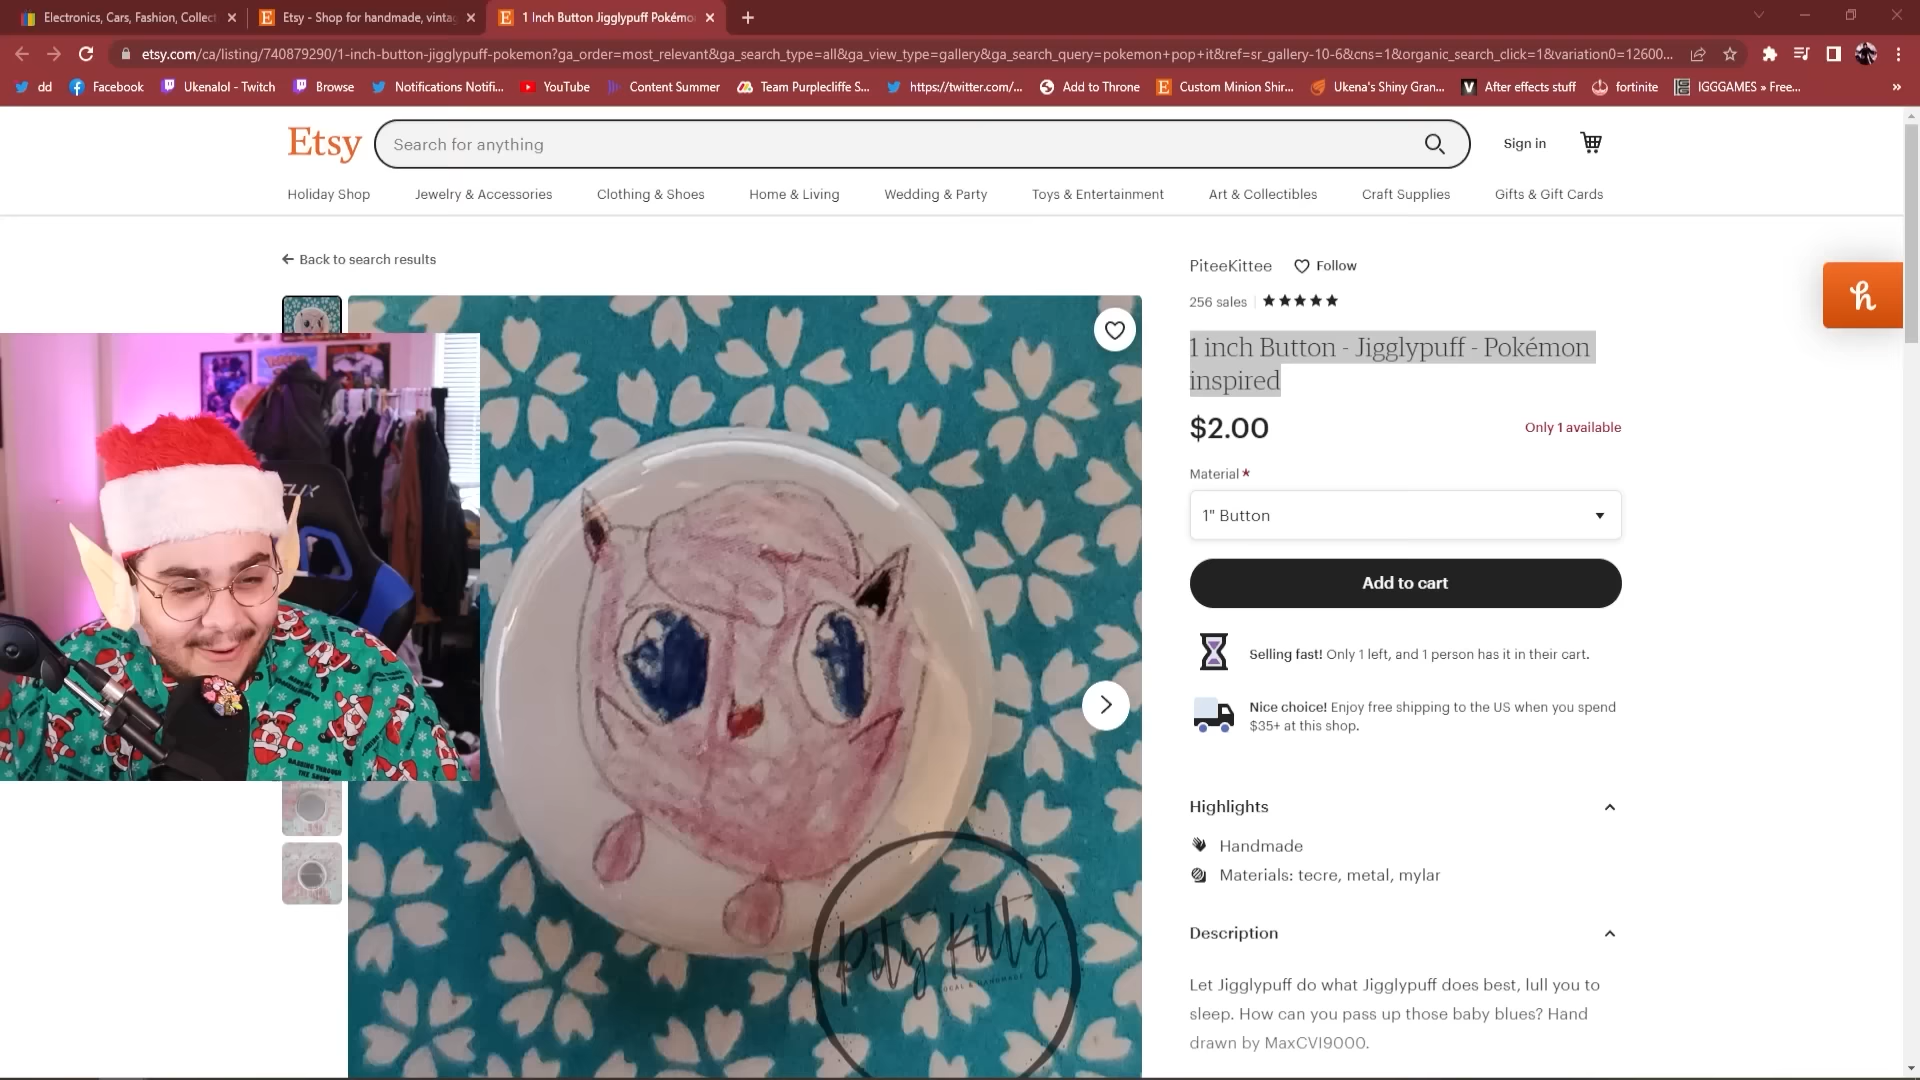 Electronics, Cars, Fashion, Collect
Etsy - Shop for handmade, vinta
1 Inch Button Jigglypuff Pokémo
etsy.com/ca/listing/740879290/1-inch-button-jigglypuff-pokemon?ga_order=most_relevant&ga_search_type=all&ga_view_type=gallery&ga_search_query=pokemon+pop+it&ref=sr_gallery-10-6&cns=1&organic_search_click=1&variation0=12600...
dd
Facebook
Ukenalol - Twitch
Browse
Notifications Notifi...
YouTube
Content Summer
Team Purplecliffe S...
https://twitter.com/...
Add to Throne
Custom Minion Shir...
Ukena's Shiny Gran...
After effects stuff
fortinite
IGGGAMES » Free...
Etsy
Search for anything
Sign in
Holiday Shop
Jewelry & Accessories
Clothing & Shoes
Home & Living
Wedding & Party
Toys & Entertainment
Art & Collectibles
Craft Supplies
Gifts & Gift Cards
Back to search results
PiteeKittee
Follow
256 sales
1 inch Button - Jigglypuff - Pokémon
inspired
$2.00
Only 1 available
Material *
1" Button
Add to cart
Selling fast! Only 1 left, and 1 person has it in their cart.
Nice choice! Enjoy free shipping to the US when you spend
$35+ at this shop.
Highlights
Handmade
Materials: tecre, metal, mylar
Description
Let Jigglypuff do what Jigglypuff does best, lull you to
sleep. How can you pass up those baby blues? Hand
drawn by MaxCVI9000.
Pity Kitty
LOCAL & HANDMADE
DASHING THROUGH
THE SNOW